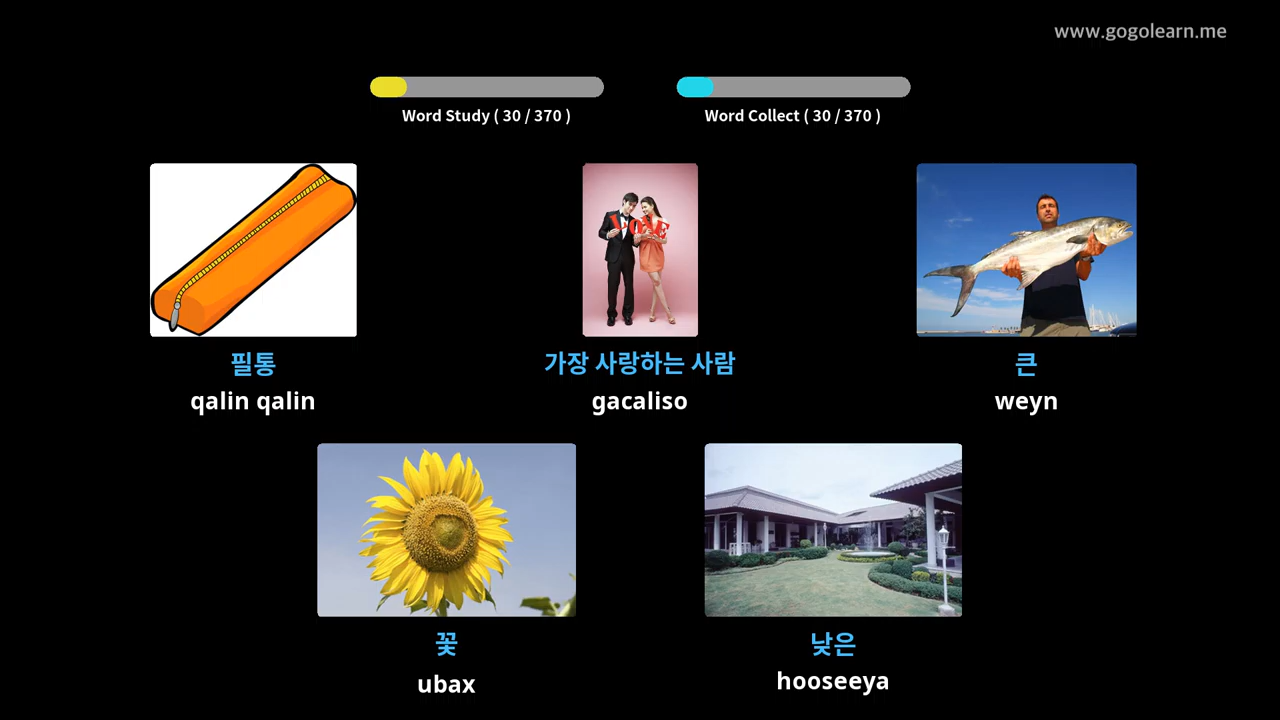 www.gogolearn.me
Word Study ( 30 / 370 )
Word Collect ( 30 / 370 )
필통
qalin qalin
가장 사랑하는 사람
gacaliso
큰
weyn
LOVE
꽃
ubax
낮은
hooseeya